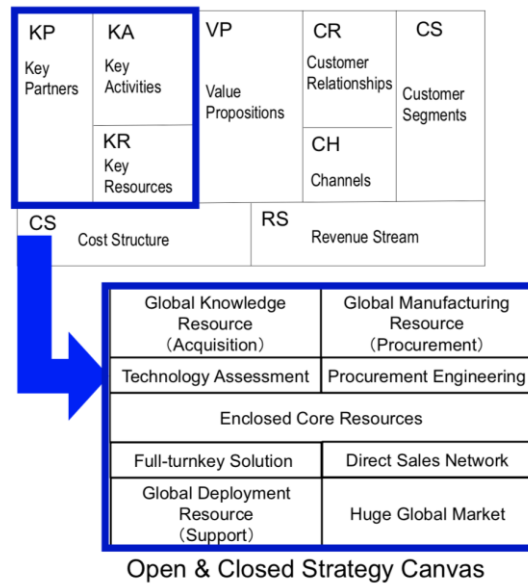 KP
Key
Partners
KA
Key
Activities
KR
Key
Resources
VP
Value
Propositions
CR
Customer
Relationships
CH
Channels
CS
Customer
Segments
CS
Cost Structure
RS
Revenue Stream
Global Knowledge
Resource
（Acquisition）
Global Manufacturing
Resource
（Procurement）
Technology Assessment
Procurement Engineering
Enclosed Core Resources
Full-turnkey Solution
Direct Sales Network
Global Deployment
Resource
（Support）
Huge Global Market
Open & Closed Strategy Canvas